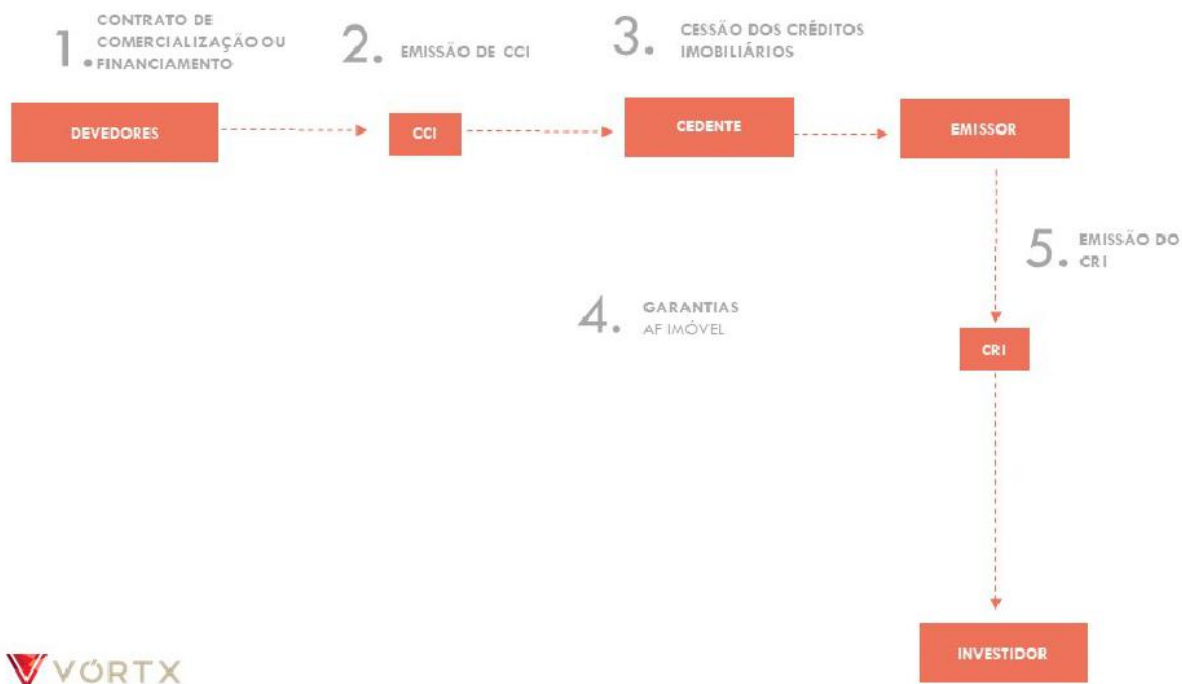 1.
CONTRATO DE
COMERCIALIZAÇÃO OU
FINANCIAMENTO
2.
EMISSÃO DE CCI
3.
CESSÃO DOS CRÉDITOS
IMOBILIÁRIOS
DEVEDORES
CCI
CEDENTE
EMISSOR
4.
GARANTIAS
AF IMÓVEL
5.
EMISSÃO DO
CRI
CRI
INVESTIDOR
VÓRTX